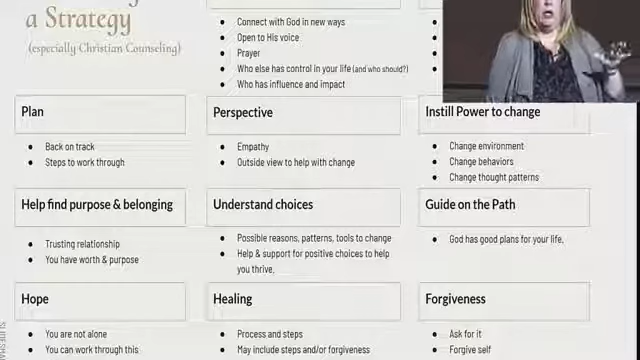 a Strategy
(especially Christian Counseling)
Connect with God in new ways
Open to His voice
Prayer
Who else has control in your life (and who should?)
Who has influence and impact
Plan
Back on track
Steps to work through
Perspective
Empathy
Outside view to help with change
Instill Power to change
Change environment
Change behaviors
Change thought patterns
Help find purpose & belonging
Trusting relationship
You have worth & purpose
Understand choices
Possible reasons, patterns, tools to change
Help & support for positive choices to help
you thrive.
Guide on the Path
God has good plans for your life.
Hope
You are not alone
You can work through this
Healing
Process and steps
May include steps and/or forgiveness
Forgiveness
Ask for it
Forgive self